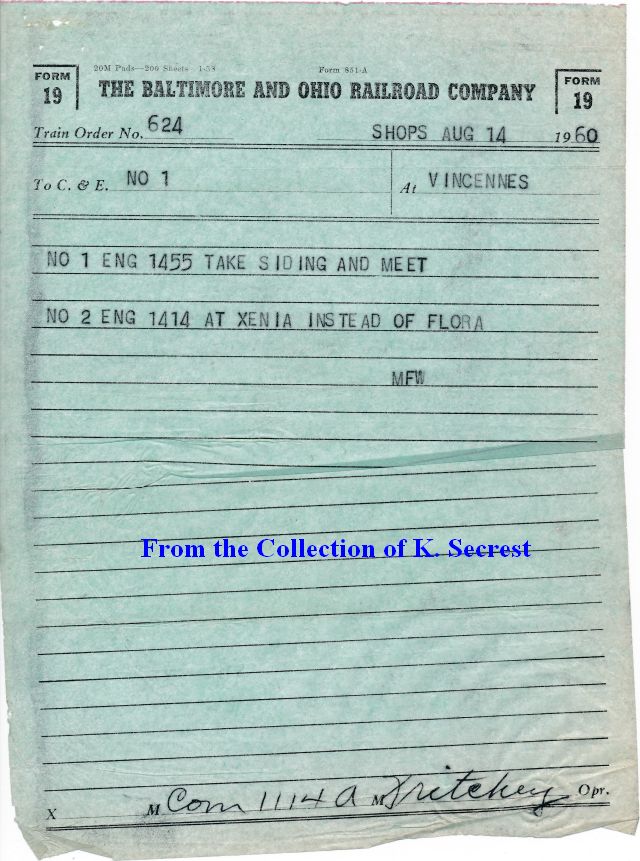 20M Pads—200 Sheets 1-58 Form 851-A
FORM 19 THE BALTIMORE AND OHIO RAILROAD COMPANY FORM 19
Train Order No. 624 SHOPS AUG 14 1960
To C. & E. NO 1 At VINCENNES
NO 1 ENG 1455 TAKE SIDING AND MEET
NO 2 ENG 1414 AT XENIA INSTEAD OF FLORA
MFW
From the Collection of K. Secrest
X M Com 1114 A M Pritchey Opr.